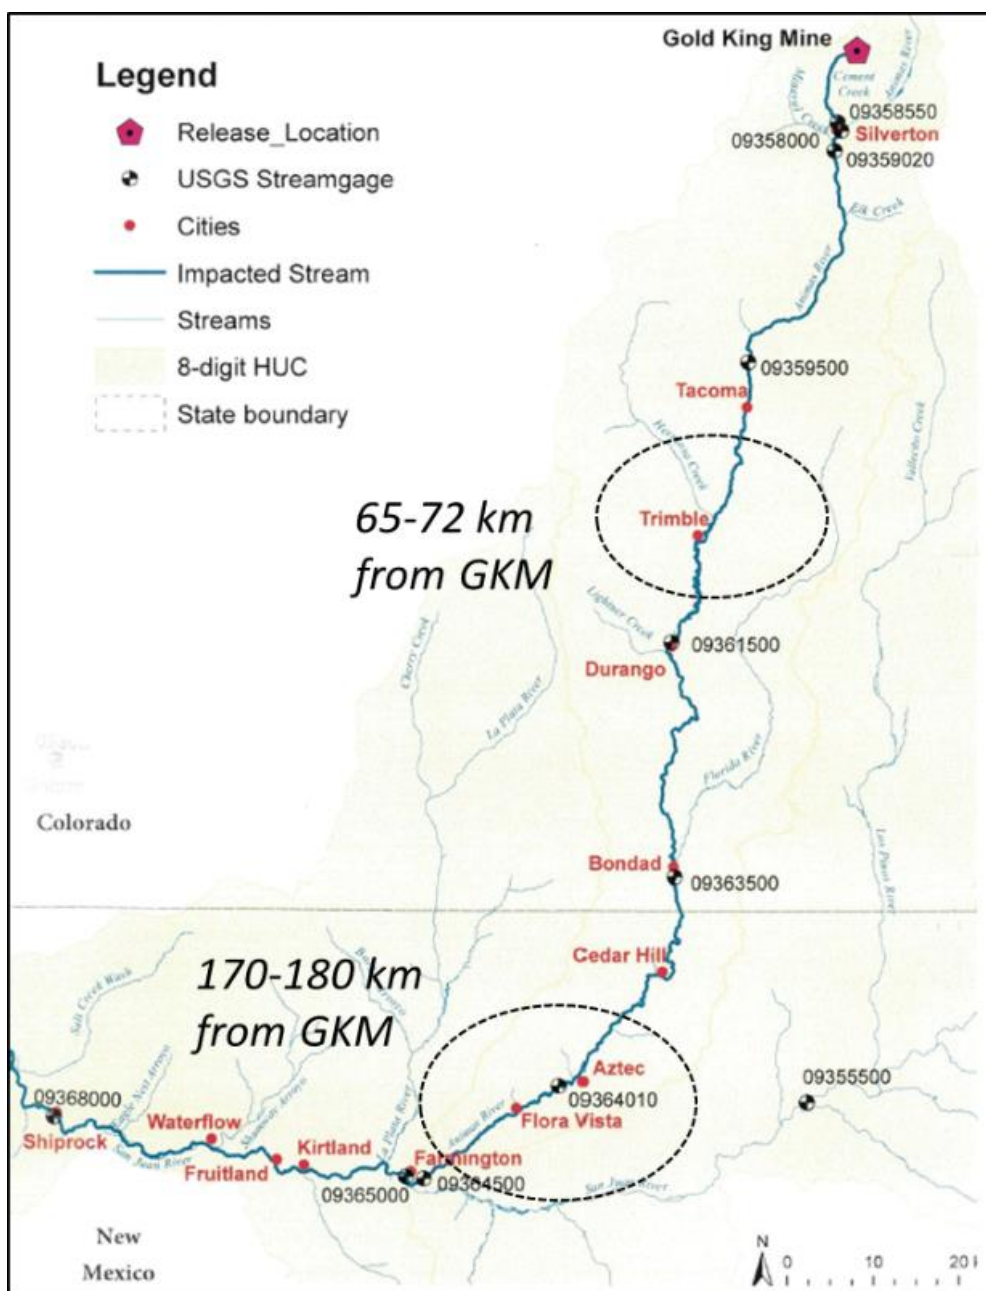 Gold King Mine
Legend
Release_Location
USGS Streamgage
Cities
Impacted Stream
Streams
8-digit HUC
State boundary
Cement
Creek
Animas River
Mineral Creek
09358550
Silverton
09358000
09359020
Elk Creek
Animas River
09359500
Tacoma
Hermosa Creek
Vallecito Creek
65-72 km
from GKM
Trimble
Lightner Creek
09361500
Durango
Cherry Creek
La Plata River
Florida River
Colorado
Los Pinos River
Bondad
09363500
Cedar Hill
170-180 km
from GKM
Salt Creek Wash
Aztec
09364010
09355500
Flora Vista
Animas River
09368000
Eagle Nest Arroyo
Shumway Arroyo
La Plata River
Waterflow
Shiprock
San Juan River
Kirtland
Fruitland
Farmington
09365000
09364500
San Juan River
New
Mexico
N
0 10 20